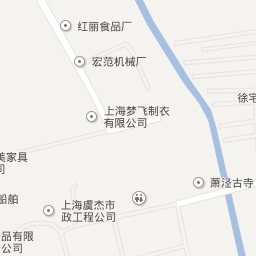 红丽食品厂
宏范机械厂
徐宅
上海梦飞制衣
有限公司
美家具
司
萧泾古寺
船舶
上海虞杰市
政工程公司
品有限
公司